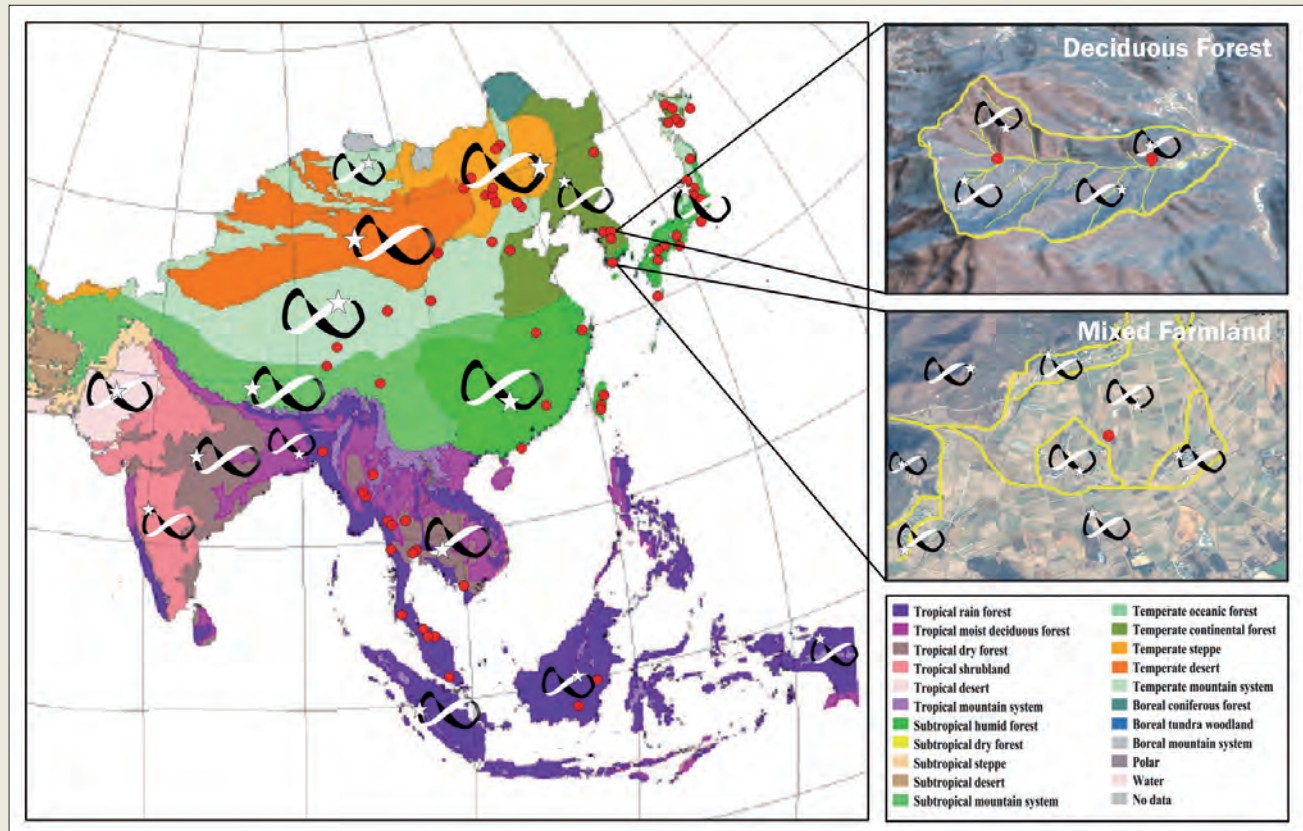 Deciduous Forest
Mixed Farmland
Tropical rain forest
Tropical moist deciduous forest
Tropical dry forest
Tropical shrubland
Tropical desert
Tropical mountain system
Subtropical humid forest
Subtropical dry forest
Subtropical steppe
Subtropical desert
Subtropical mountain system
Temperate oceanic forest
Temperate continental forest
Temperate steppe
Temperate desert
Temperate mountain system
Boreal coniferous forest
Boreal tundra woodland
Boreal mountain system
Polar
Water
No data